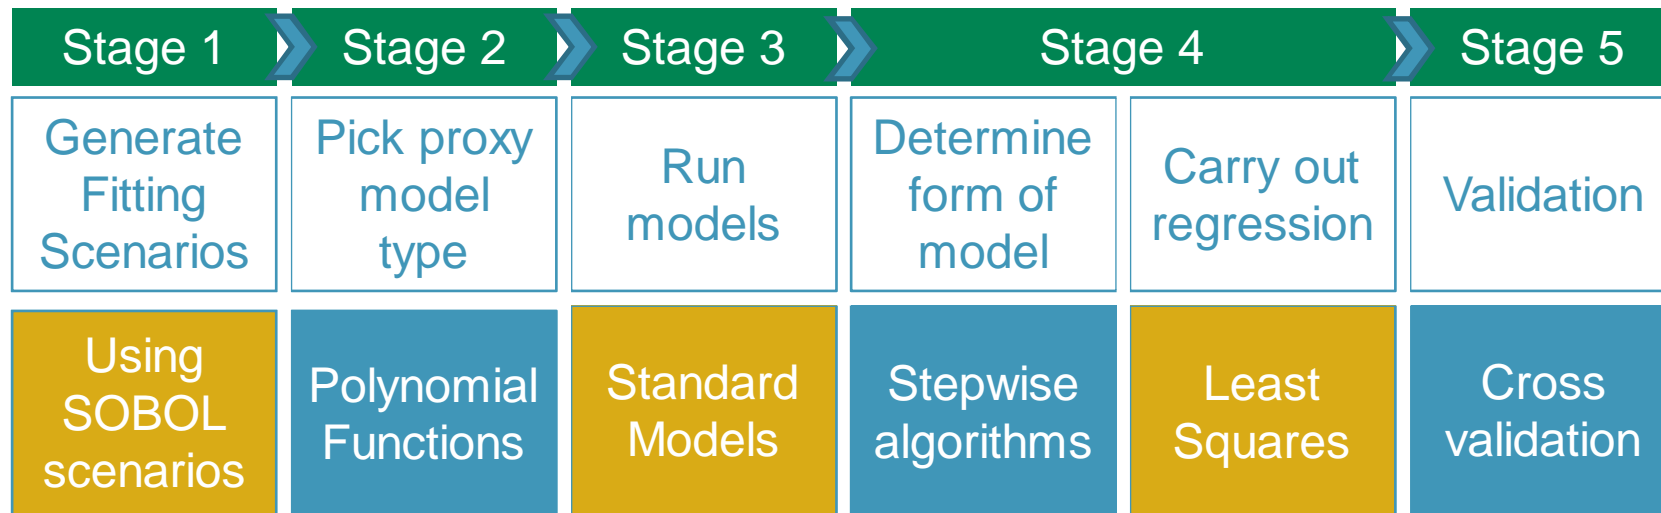 Stage 1
Stage 2
Stage 3
Stage 4
Stage 5
Generate
Fitting
Scenarios
Pick proxy
model
type
Run
models
Determine
form of
model
Carry out
regression
Validation
Using
SOBOL
scenarios
Polynomial
Functions
Standard
Models
Stepwise
algorithms
Least
Squares
Cross
validation